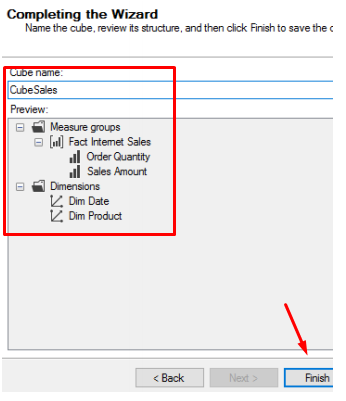 Completing the Wizard
Name the cube, review its structure, and then click Finish to save the
Cube name:
CubeSales
Preview:
Measure groups
Fact Internet Sales
Order Quantity
Sales Amount
Dimensions
Dim Date
Dim Product
< Back
Next >
Finish